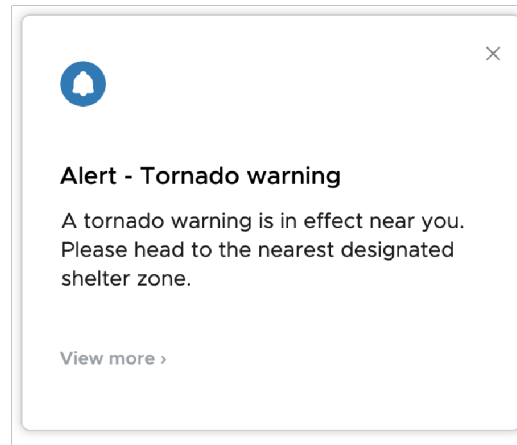 Alert - Tornado warning
A tornado warning is in effect near you.
Please head to the nearest designated
shelter zone.
View more ›